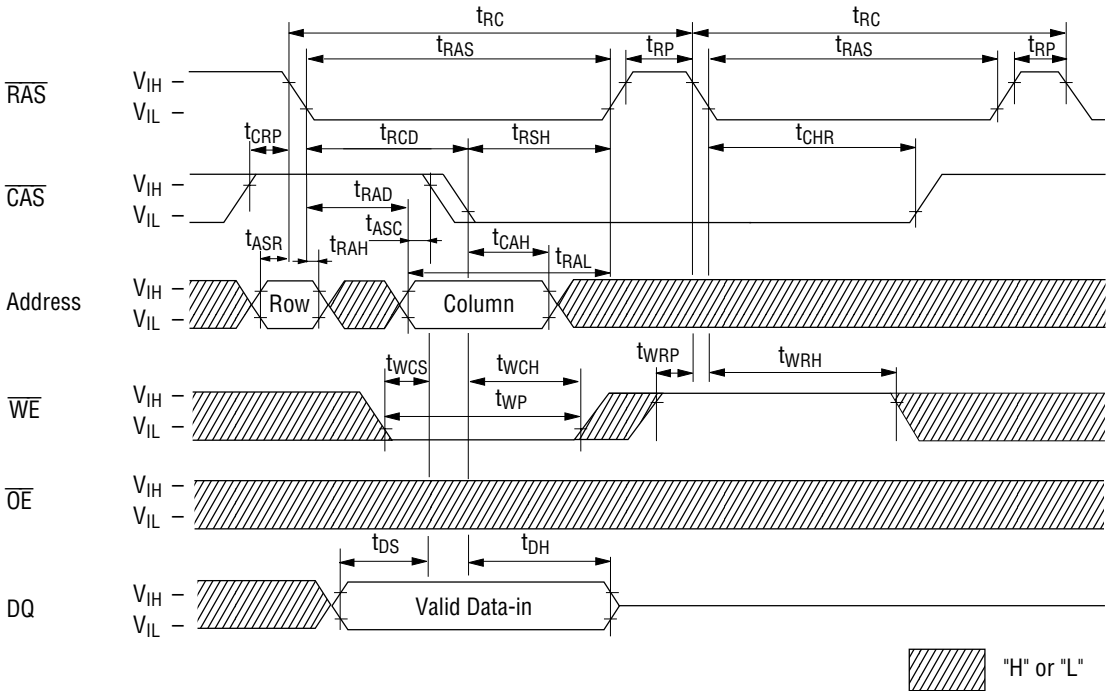 tRC tRC
tRAS tRP tRAS tRP
RAS VIH –
VIL –
tCRP tRCD tRSH tCHR
CAS VIH –
VIL –
tRAD
tASC
tASR tRAH tCAH
tRAL
Address VIH –
VIL –
Row Column
tWCS tWCH tWRP tWRH
tWP
WE VIH –
VIL –
OE VIH –
VIL –
tDS tDH
DQ VIH –
VIL –
Valid Data-in
"H" or "L"